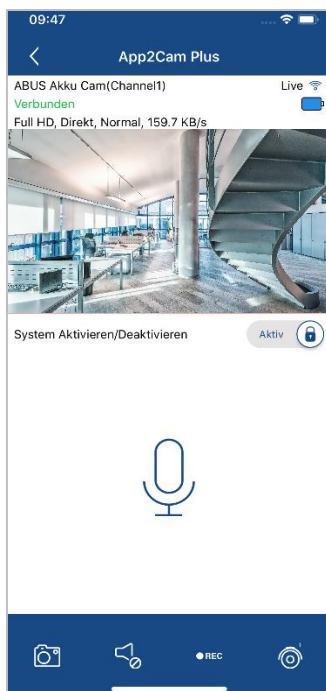 09:47
App2Cam Plus
ABUS Akku Cam(Channel1) Live
Verbunden
Full HD, Direkt, Normal, 159.7 KB/s
System Aktivieren/Deaktivieren Aktiv
REC